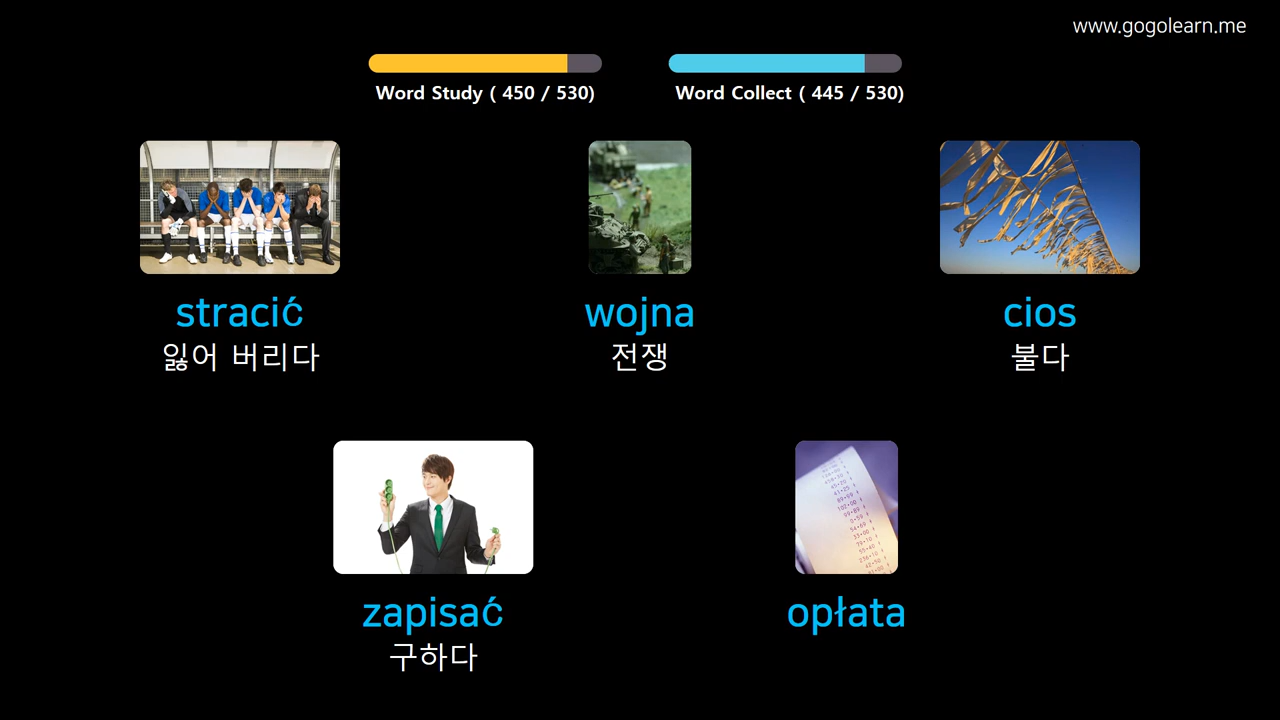 www.gogolearn.me
Word Study ( 450 / 530)
Word Collect ( 445 / 530)
stracić
잃어 버리다
wojna
전쟁
cios
불다
zapisać
구하다
opłata